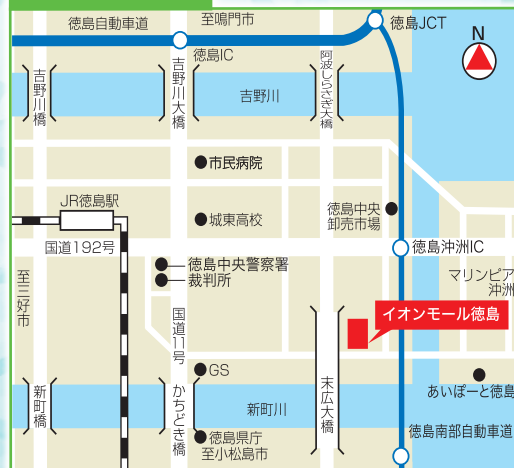 徳島自動車道
至鳴門市
徳島JCT
N
徳島IC
吉野川橋
吉野川大橋
阿波しらさぎ大橋
吉野川
市民病院
JR徳島駅
城東高校
徳島中央
卸売市場
国道192号
徳島沖洲IC
徳島中央警察署
裁判所
マリンピア
沖洲
至三好市
国道11号
イオンモール徳島
GS
あいぽーと徳島
新町橋
かちどき橋
新町川
末広大橋
徳島南部自動車道
徳島県庁
至小松島市